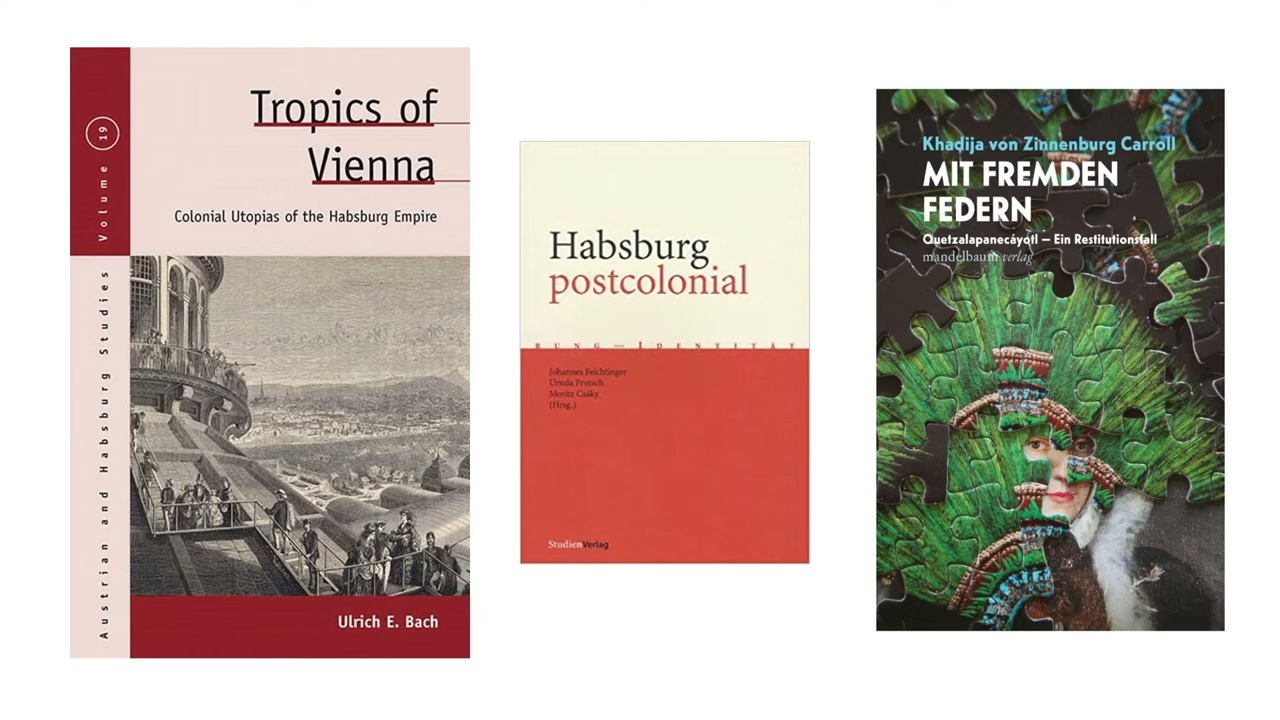 Tropics of
Vienna
Colonial Utopias of the Habsburg Empire
Austrian and Habsburg Studies Volume 19
Ulrich E. Bach
Habsburg
postcolonial
RUNG — IDENTITÄT
Johannes Feichtinger
Ursula Prutsch
Moritz Csáky
(Hrsg.)
StudienVerlag
Khadija von Zinnenburg Carroll
MIT FREMDEN
FEDERN
Quetzalapanecáyotl — Ein Restitutionsfall
mandelbaum verlag